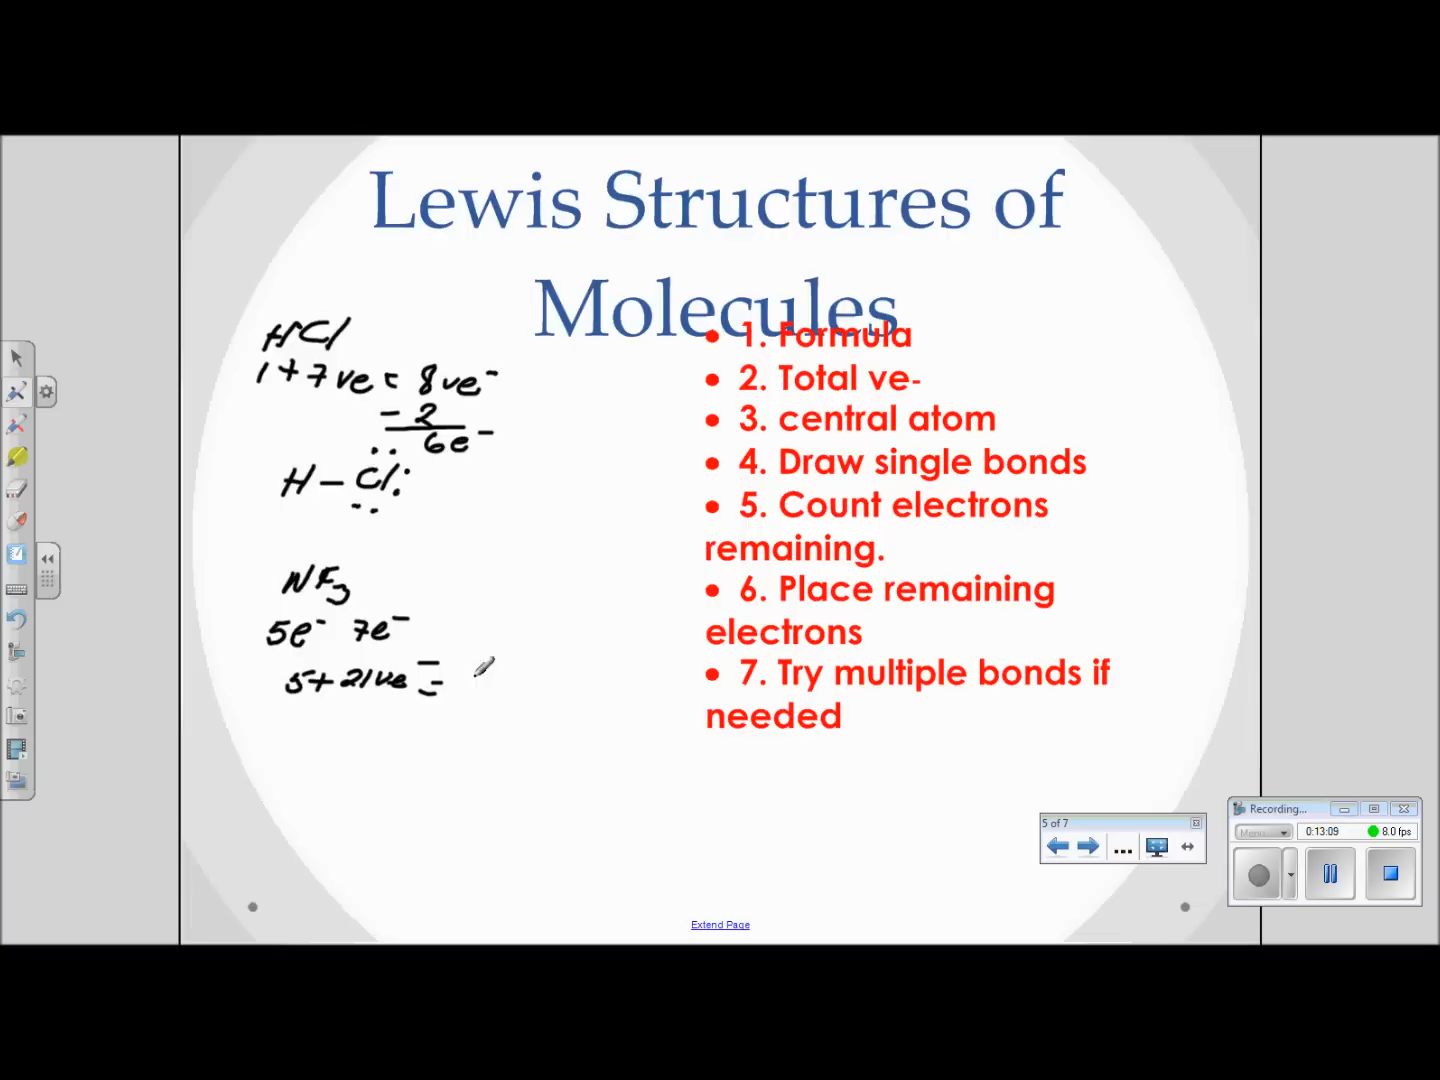 Lewis Structures of
Molecules
HCl
1+7ve = 8ve-
-2
6e-
H - Cl
NF3
5e- 7e-
5+21ve =
• 1. Formula
• 2. Total ve-
• 3. central atom
• 4. Draw single bonds
• 5. Count electrons
remaining.
• 6. Place remaining
electrons
• 7. Try multiple bonds if
needed
5 of 7
...
Recording...
Menu
0:13:09
8.0 fps
Extend Page